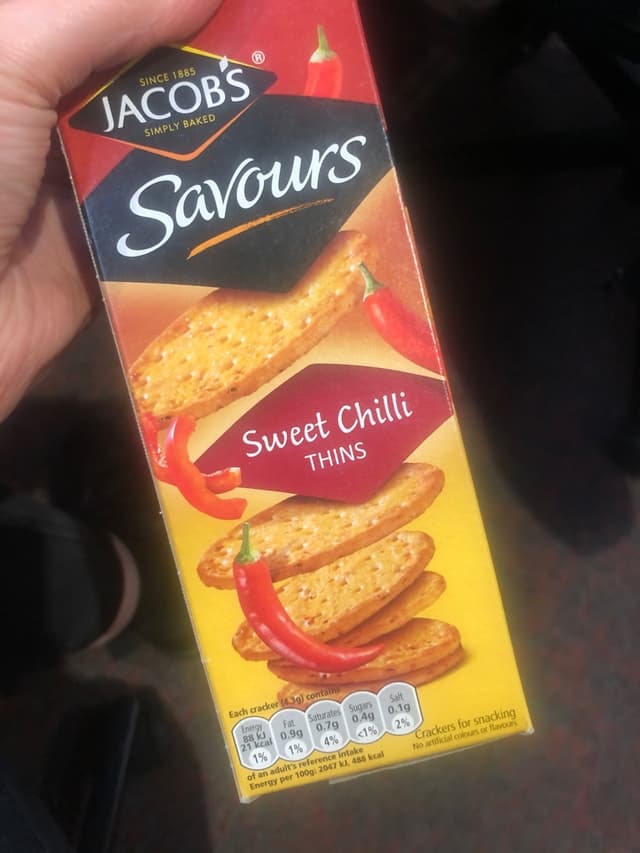 SINCE 1885
JACOB'S®
SIMPLY BAKED
Savours
Sweet Chilli
THINS
Each cracker (4.3g) contains
Energy
88 kJ
21 kcal
1%
Fat
0.9g
1%
Saturates
0.7g
4%
Sugars
0.4g
<1%
Salt
0.1g
2%
of an adult's reference intake
Energy per 100g: 2047 kJ, 488 kcal
Crackers for snacking
No artificial colours or flavours